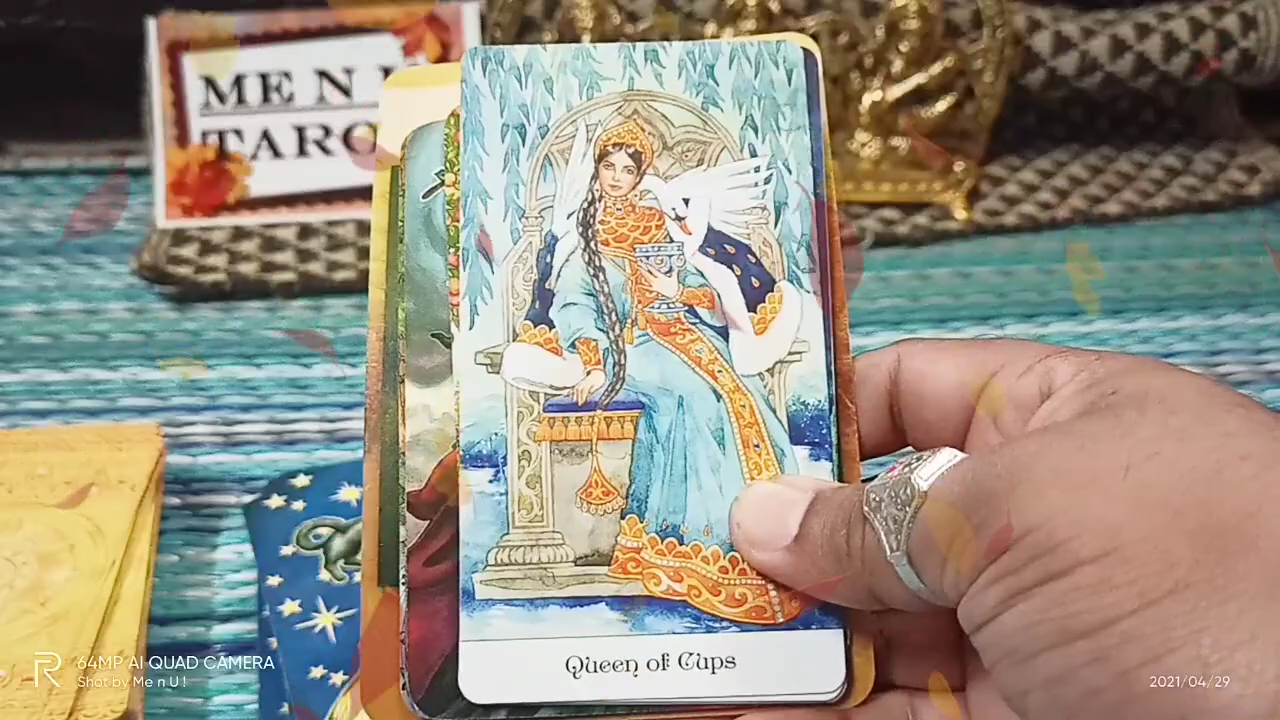 ME N
TARO
Queen of Cups
64MP AI QUAD CAMERA
Shot by Me n U !
2021/04/29